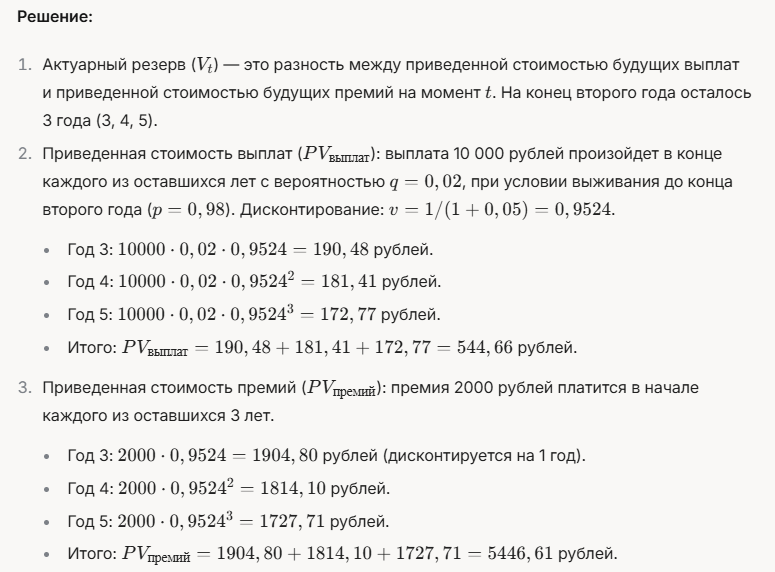 Решение:
1. Актуарный резерв (V_t) — это разность между приведенной стоимостью будущих выплат
и приведенной стоимостью будущих премий на момент t. На конец второго года осталось
3 года (3, 4, 5).
2. Приведенная стоимость выплат (PV_выплат): выплата 10 000 рублей произойдет в конце
каждого из оставшихся лет с вероятностью q = 0,02, при условии выживания до конца
второго года (p = 0,98). Дисконтирование: v = 1/(1 + 0,05) = 0,9524.
• Год 3: 10000 · 0,02 · 0,9524 = 190,48 рублей.
• Год 4: 10000 · 0,02 · 0,9524² = 181,41 рублей.
• Год 5: 10000 · 0,02 · 0,9524³ = 172,77 рублей.
• Итого: PV_выплат = 190,48 + 181,41 + 172,77 = 544,66 рублей.
3. Приведенная стоимость премий (PV_премий): премия 2000 рублей платится в начале
каждого из оставшихся 3 лет.
• Год 3: 2000 · 0,9524 = 1904,80 рублей (дисконтируется на 1 год).
• Год 4: 2000 · 0,9524² = 1814,10 рублей.
• Год 5: 2000 · 0,9524³ = 1727,71 рублей.
• Итого: PV_премий = 1904,80 + 1814,10 + 1727,71 = 5446,61 рублей.